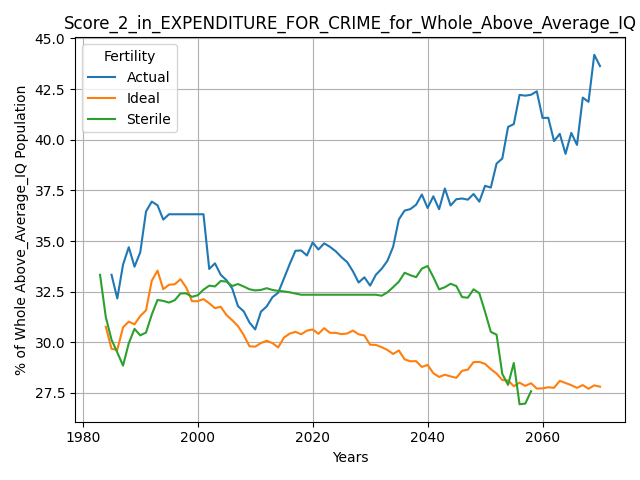 Score_2_in_EXPENDITURE_FOR_CRIME_for_Whole_Above_Average_IQ
% of Whole Above_Average_IQ Population
45.0
42.5
40.0
37.5
35.0
32.5
30.0
27.5
Fertility
Actual
Ideal
Sterile
1980
2000
2020
2040
2060
Years